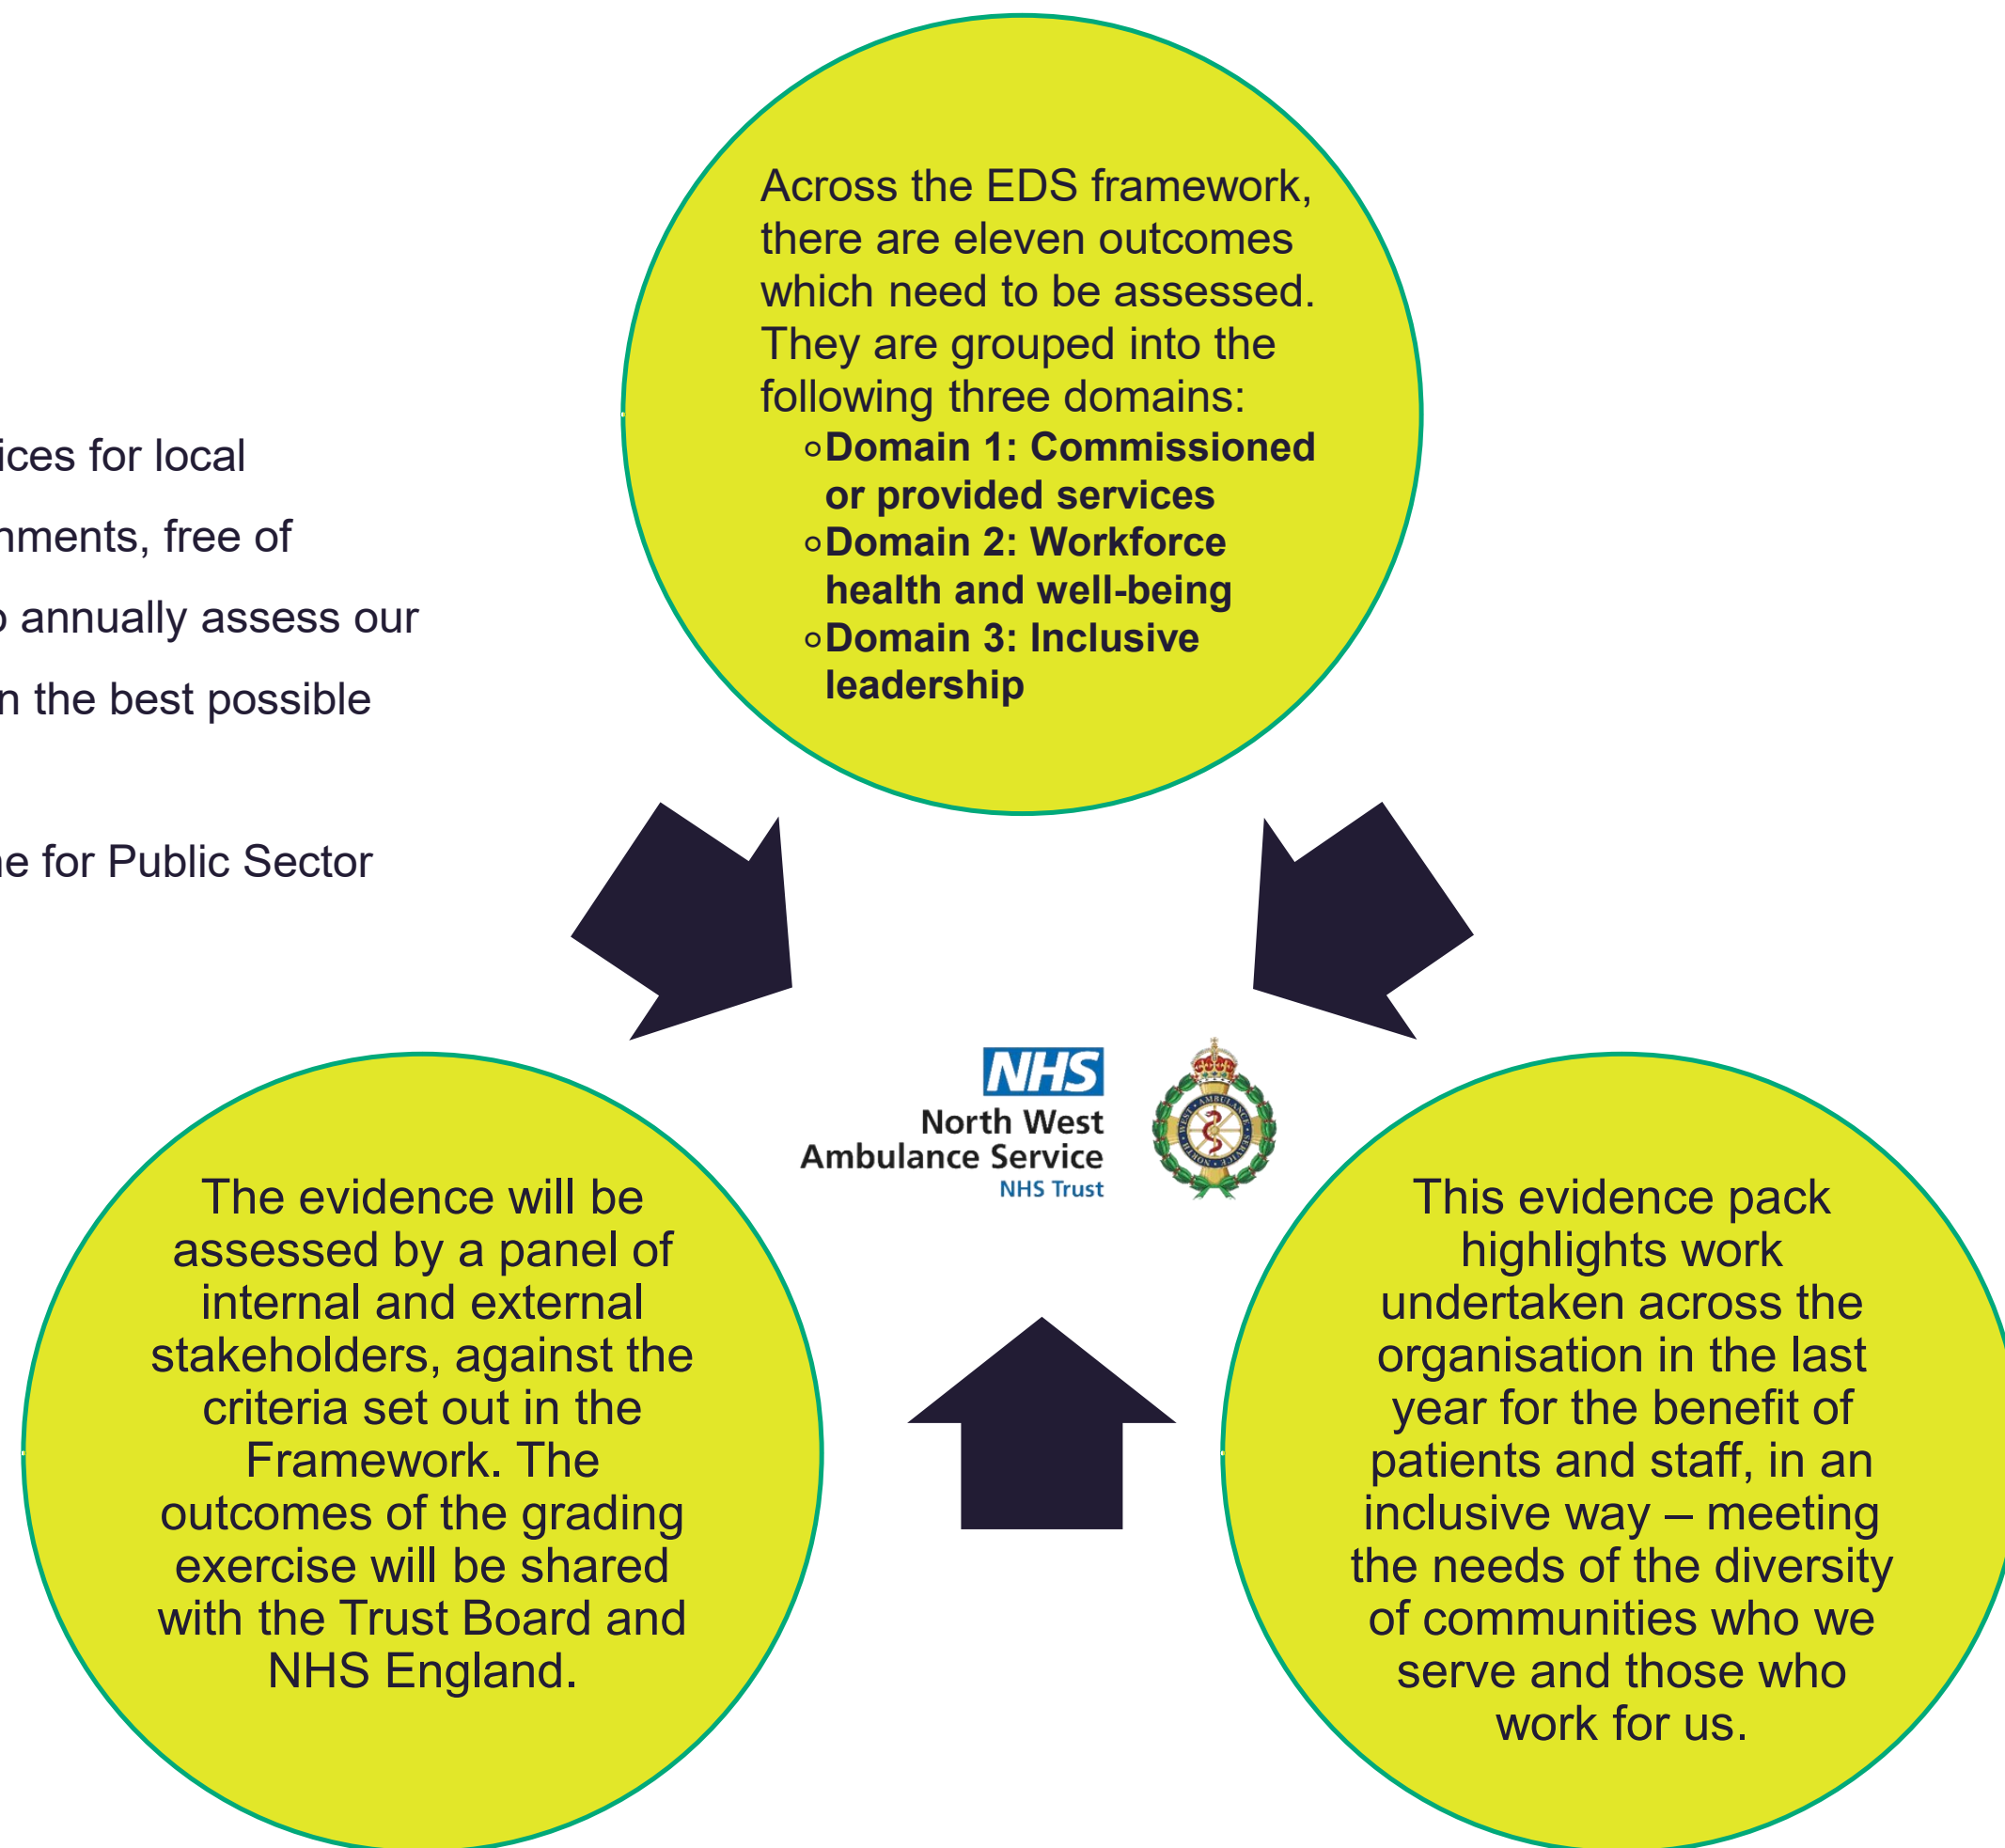 Across the EDS framework,
there are eleven outcomes
which need to be assessed.
They are grouped into the
following three domains:
Domain 1: Commissioned
or provided services
Domain 2: Workforce
health and well-being
Domain 3: Inclusive
leadership
ices for local
nments, free of
annually assess our
n the best possible
ne for Public Sector
NHS
North West
Ambulance Service
NHS Trust
NORTH WEST AMBULANCE SERVICE
The evidence will be
assessed by a panel of
internal and external
stakeholders, against the
criteria set out in the
Framework. The
outcomes of the grading
exercise will be shared
with the Trust Board and
NHS England.
This evidence pack
highlights work
undertaken across the
organisation in the last
year for the benefit of
patients and staff, in an
inclusive way – meeting
the needs of the diversity
of communities who we
serve and those who
work for us.